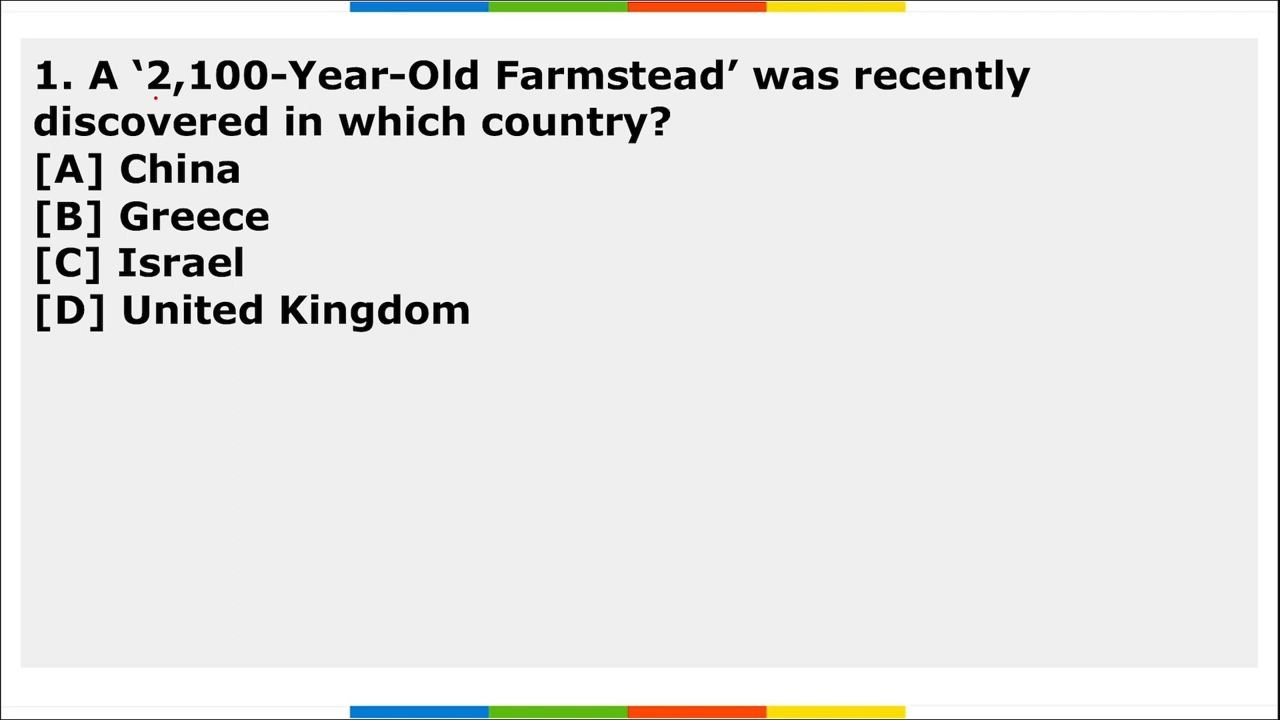 1. A ‘2,100-Year-Old Farmstead’ was recently
discovered in which country?
[A] China
[B] Greece
[C] Israel
[D] United Kingdom